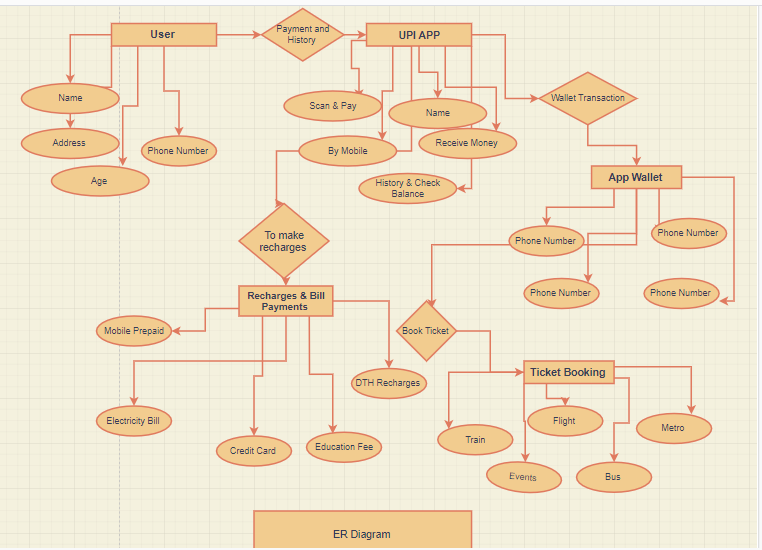 User
Payment and
History
UPI APP
Name
Scan & Pay
Name
Wallet Transaction
Address
Phone Number
By Mobile
Receive Money
Age
History & Check
Balance
App Wallet
To make
recharges
Phone Number
Phone Number
Phone Number
Phone Number
Recharges & Bill
Payments
Mobile Prepaid
Book Ticket
DTH Recharges
Ticket Booking
Electricity Bill
Credit Card
Education Fee
Train
Flight
Metro
Events
Bus
ER Diagram